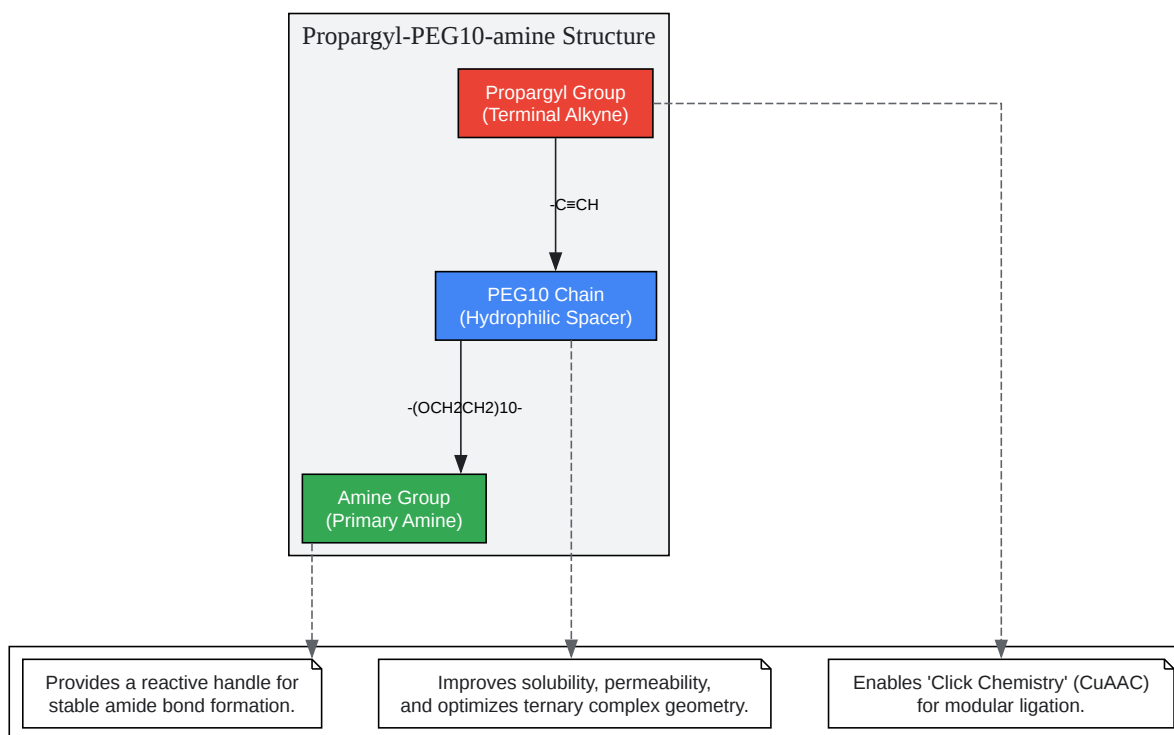 Propargyl-PEG10-amine Structure
Propargyl Group
(Terminal Alkyne)
-C≡CH
PEG10 Chain
(Hydrophilic Spacer)
-(OCH2CH2)10-
Amine Group
(Primary Amine)
Provides a reactive handle for
stable amide bond formation.
Improves solubility, permeability,
and optimizes ternary complex geometry.
Enables 'Click Chemistry' (CuAAC)
for modular ligation.